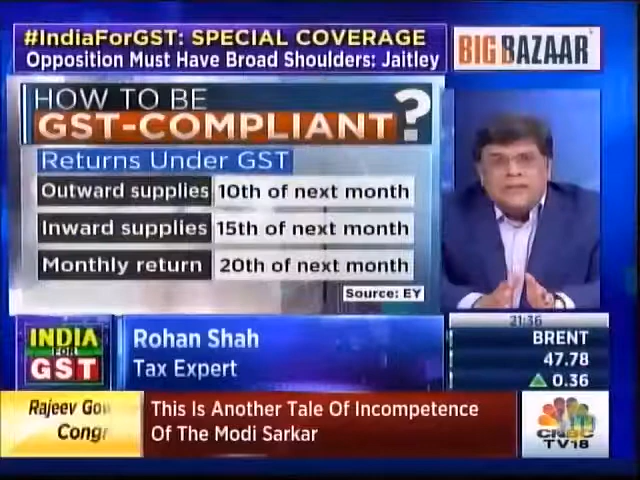 #IndiaForGST: SPECIAL COVERAGE
Opposition Must Have Broad Shoulders: Jaitley
BIG BAZAAR
HOW TO BE
GST-COMPLIANT?
Returns Under GST
Outward supplies 10th of next month
Inward supplies 15th of next month
Monthly return 20th of next month
Source: EY
21:36
INDIA
FOR
GST
Rohan Shah
Tax Expert
BRENT
47.78
▲ 0.36
Rajeev
This Is Another Tale Of Incompetence
Of The Modi Sarkar
CNBC
TV18